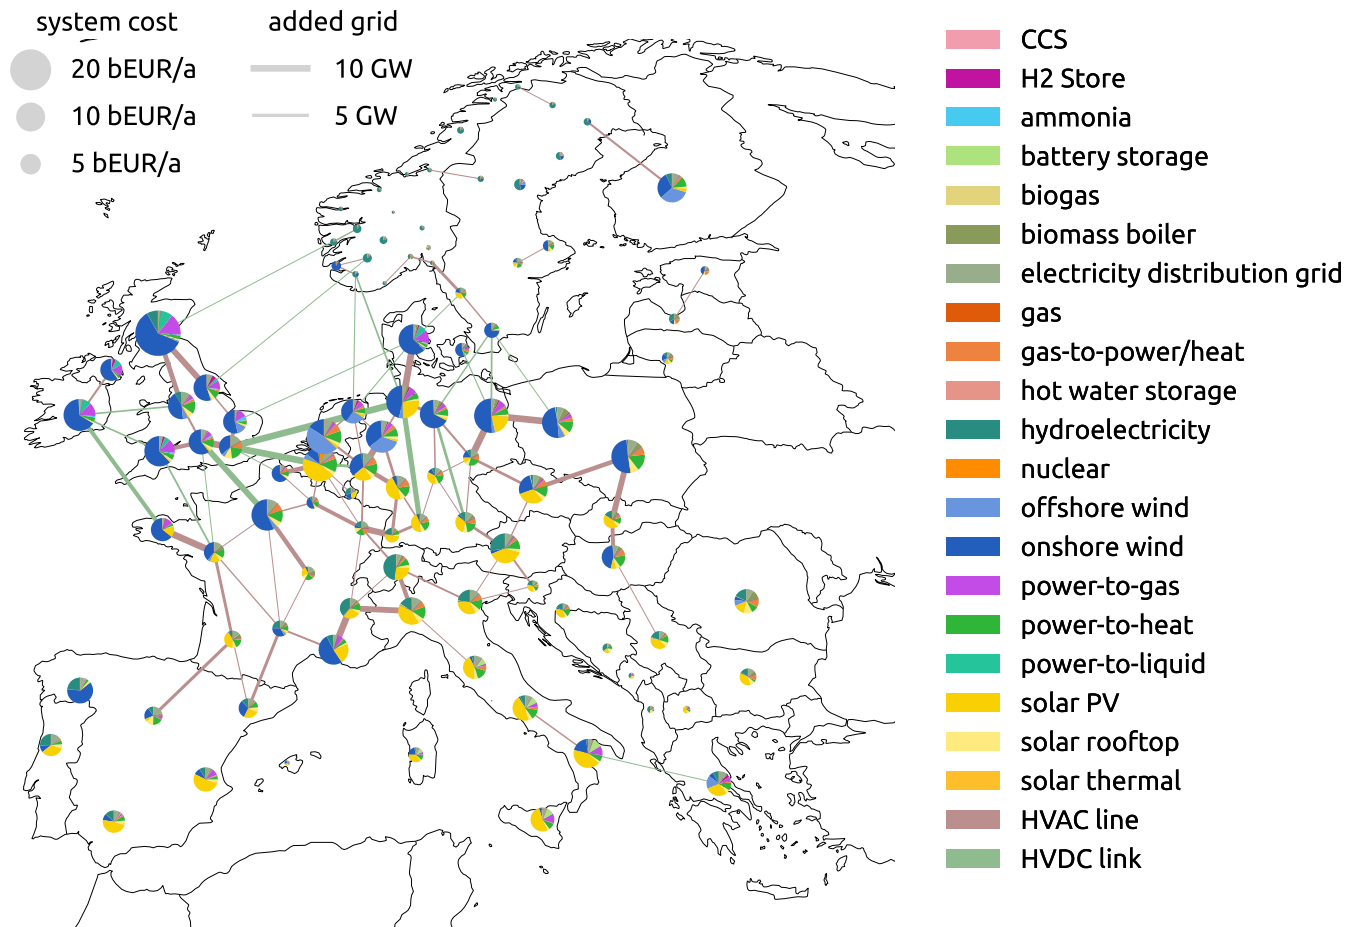 system cost
added grid
20 bEUR/a
10 GW
10 bEUR/a
5 GW
5 bEUR/a
CCS
H2 Store
ammonia
battery storage
biogas
biomass boiler
electricity distribution grid
gas
gas-to-power/heat
hot water storage
hydroelectricity
nuclear
offshore wind
onshore wind
power-to-gas
power-to-heat
power-to-liquid
solar PV
solar rooftop
solar thermal
HVAC line
HVDC link